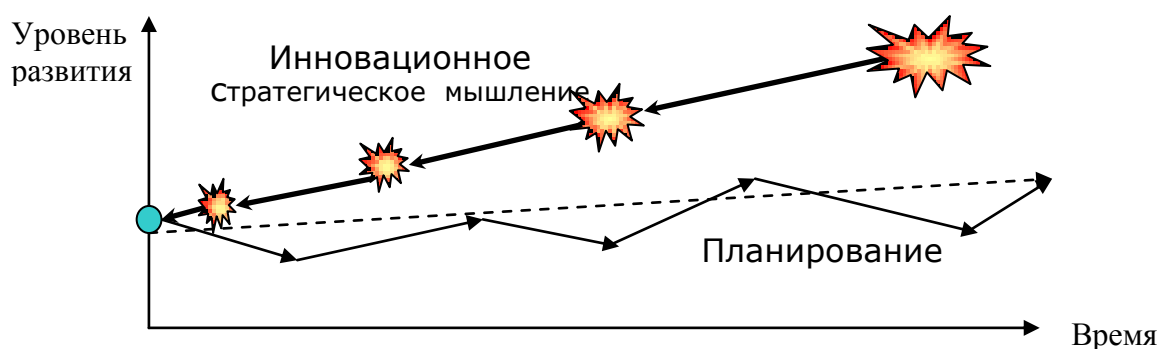 Уровень
развития
Инновационное
стратегическое мышление
Планирование
Время